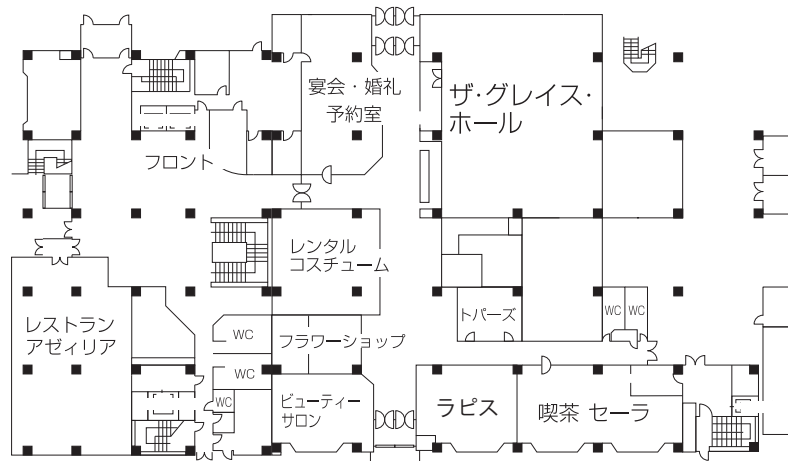 宴会・婚礼
予約室
ザ・グレイス・
ホール
フロント
レンタル
コスチューム
レストラン
アゼィリア
WC
フラワーショップ
トパーズ
WC
WC
WC
WC
ビューティー
サロン
ラピス
喫茶 セーラ